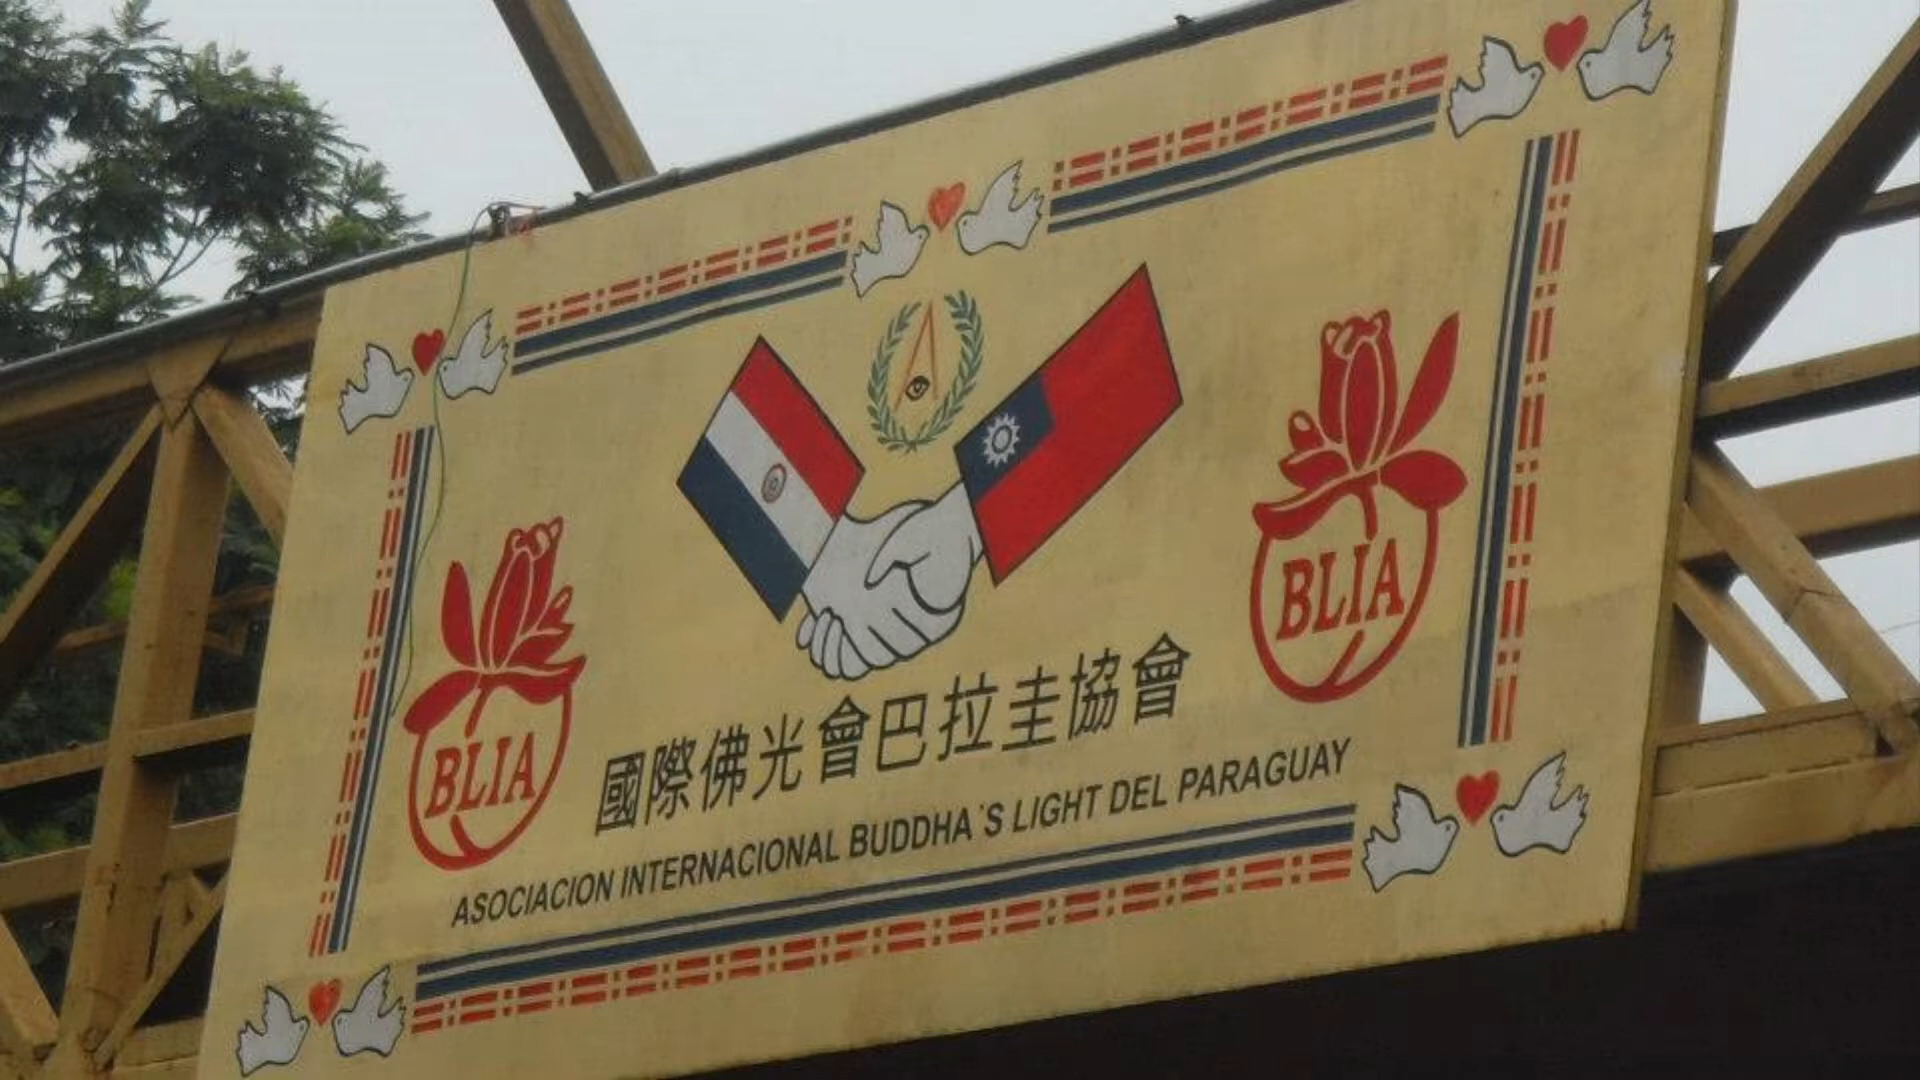 BLIA
BLIA
國際佛光會巴拉圭協會
ASOCIACION INTERNACIONAL BUDDHA´S LIGHT DEL PARAGUAY